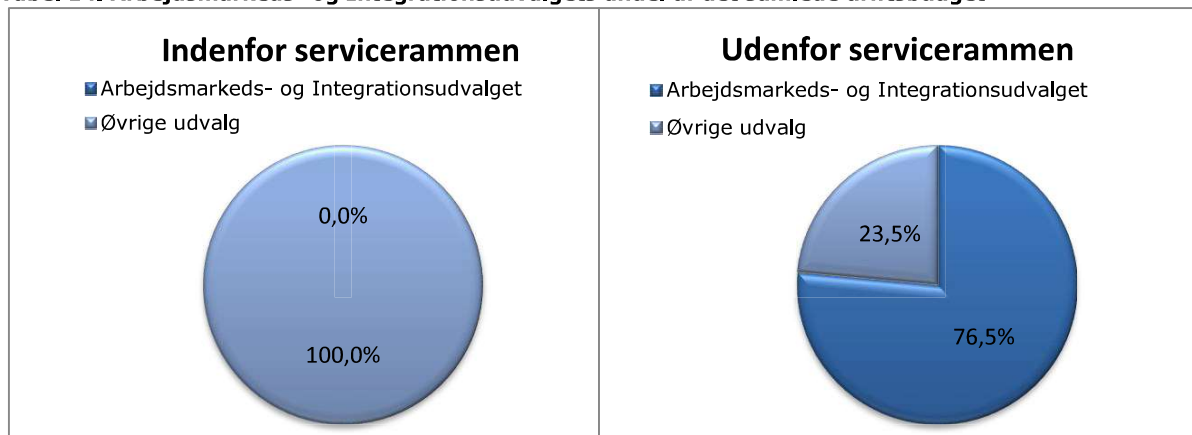 Indenfor servicerammen
Arbejdsmarkeds- og Integrationsudvalget
Øvrige udvalg
0,0%
100,0%
Udenfor servicerammen
Arbejdsmarkeds- og Integrationsudvalget
Øvrige udvalg
23,5%
76,5%